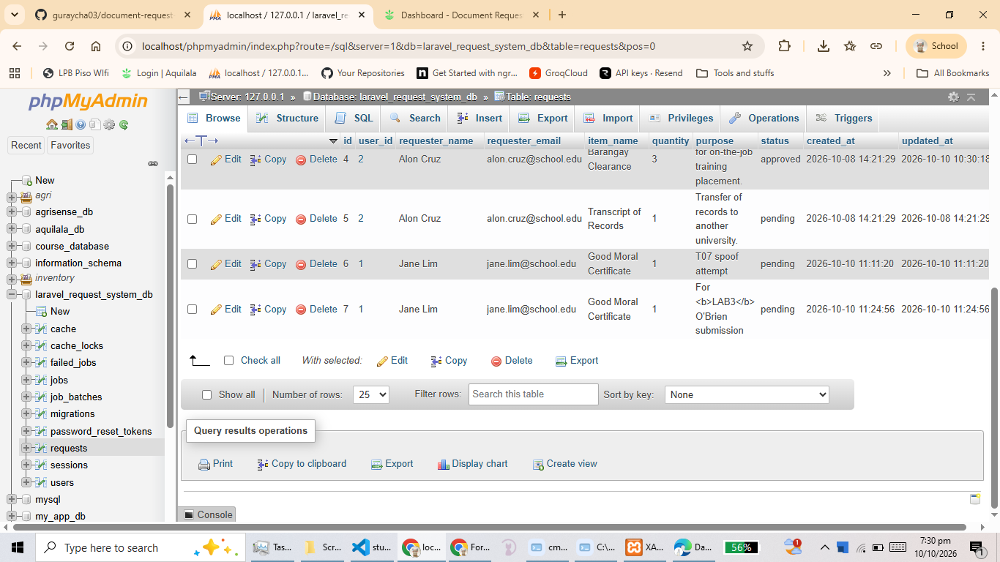 guraycha03/document-request
localhost / 127.0.0.1 / laravel_re
Dashboard - Document Reques
localhost/phpmyadmin/index.php?route=/sql&server=1&db=laravel_request_system_db&table=requests&pos=0
School
LPB Piso WIfi
Login | Aquilala
localhost / 127.0.0.1...
Your Repositories
Get Started with ngr...
GroqCloud
API keys · Resend
Tools and stuffs
All Bookmarks
phpMyAdmin
Recent Favorites
New
agri
agrisense_db
aquilala_db
course_database
information_schema
inventory
laravel_request_system_db
New
cache
cache_locks
failed_jobs
jobs
job_batches
migrations
password_reset_tokens
requests
sessions
users
mysql
my_app_db
Server: 127.0.0.1 » Database: laravel_request_system_db » Table: requests
Browse Structure SQL Search Insert Export Import Privileges Operations Triggers
id user_id requester_name requester_email item_name quantity purpose status created_at updated_at
Edit Copy Delete 4 2 Alon Cruz alon.cruz@school.edu Barangay Clearance 3 for on-the-job training placement. approved 2026-10-08 14:21:29 2026-10-10 10:30:18
Edit Copy Delete 5 2 Alon Cruz alon.cruz@school.edu Transcript of Records 1 Transfer of records to another university. pending 2026-10-08 14:21:29 2026-10-08 14:21:29
Edit Copy Delete 6 1 Jane Lim jane.lim@school.edu Good Moral Certificate 1 T07 spoof attempt pending 2026-10-10 11:11:20 2026-10-10 11:11:20
Edit Copy Delete 7 1 Jane Lim jane.lim@school.edu Good Moral Certificate 1 For <b>LAB3</b> O'Brien submission pending 2026-10-10 11:24:56 2026-10-10 11:24:56
Check all With selected: Edit Copy Delete Export
Show all Number of rows: 25 Filter rows: Search this table Sort by key: None
Query results operations
Print Copy to clipboard Export Display chart Create view
Console
Type here to search
Tas...
Scr...
stu...
loc...
For...
cm...
C:\...
XA...
Da...
56%
1
7:30 pm
10/10/2026
1